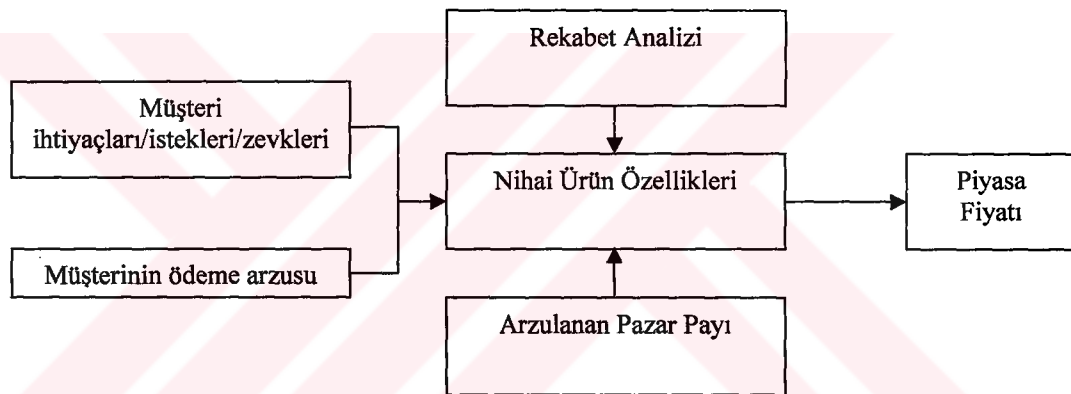 Rekabet Analizi
Müşteri
ihtiyaçları/istekleri/zevkleri
Nihai Ürün Özellikleri
Piyasa
Fiyatı
Müşterinin ödeme arzusu
Arzulanan Pazar Payı